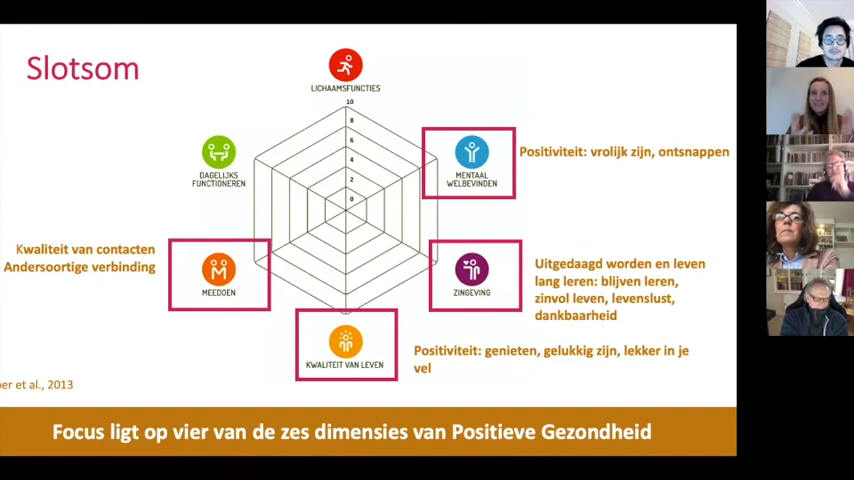 Slotsom
LICHAAMSFUNCTIES
10
8
6
4
2
0
DAGELIJKS
FUNCTIONEREN
MENTAAL
WELBEVINDEN
Positiviteit: vrolijk zijn, ontsnappen
Kwaliteit van contacten
Andersoortige verbinding
MEEDOEN
ZINGEVING
Uitgedaagd worden en leven
lang leren: blijven leren,
zinvol leven, levenslust,
dankbaarheid
KWALITEIT VAN LEVEN
Positiviteit: genieten, gelukkig zijn, lekker in je
vel
et al., 2013
Focus ligt op vier van de zes dimensies van Positieve Gezondheid